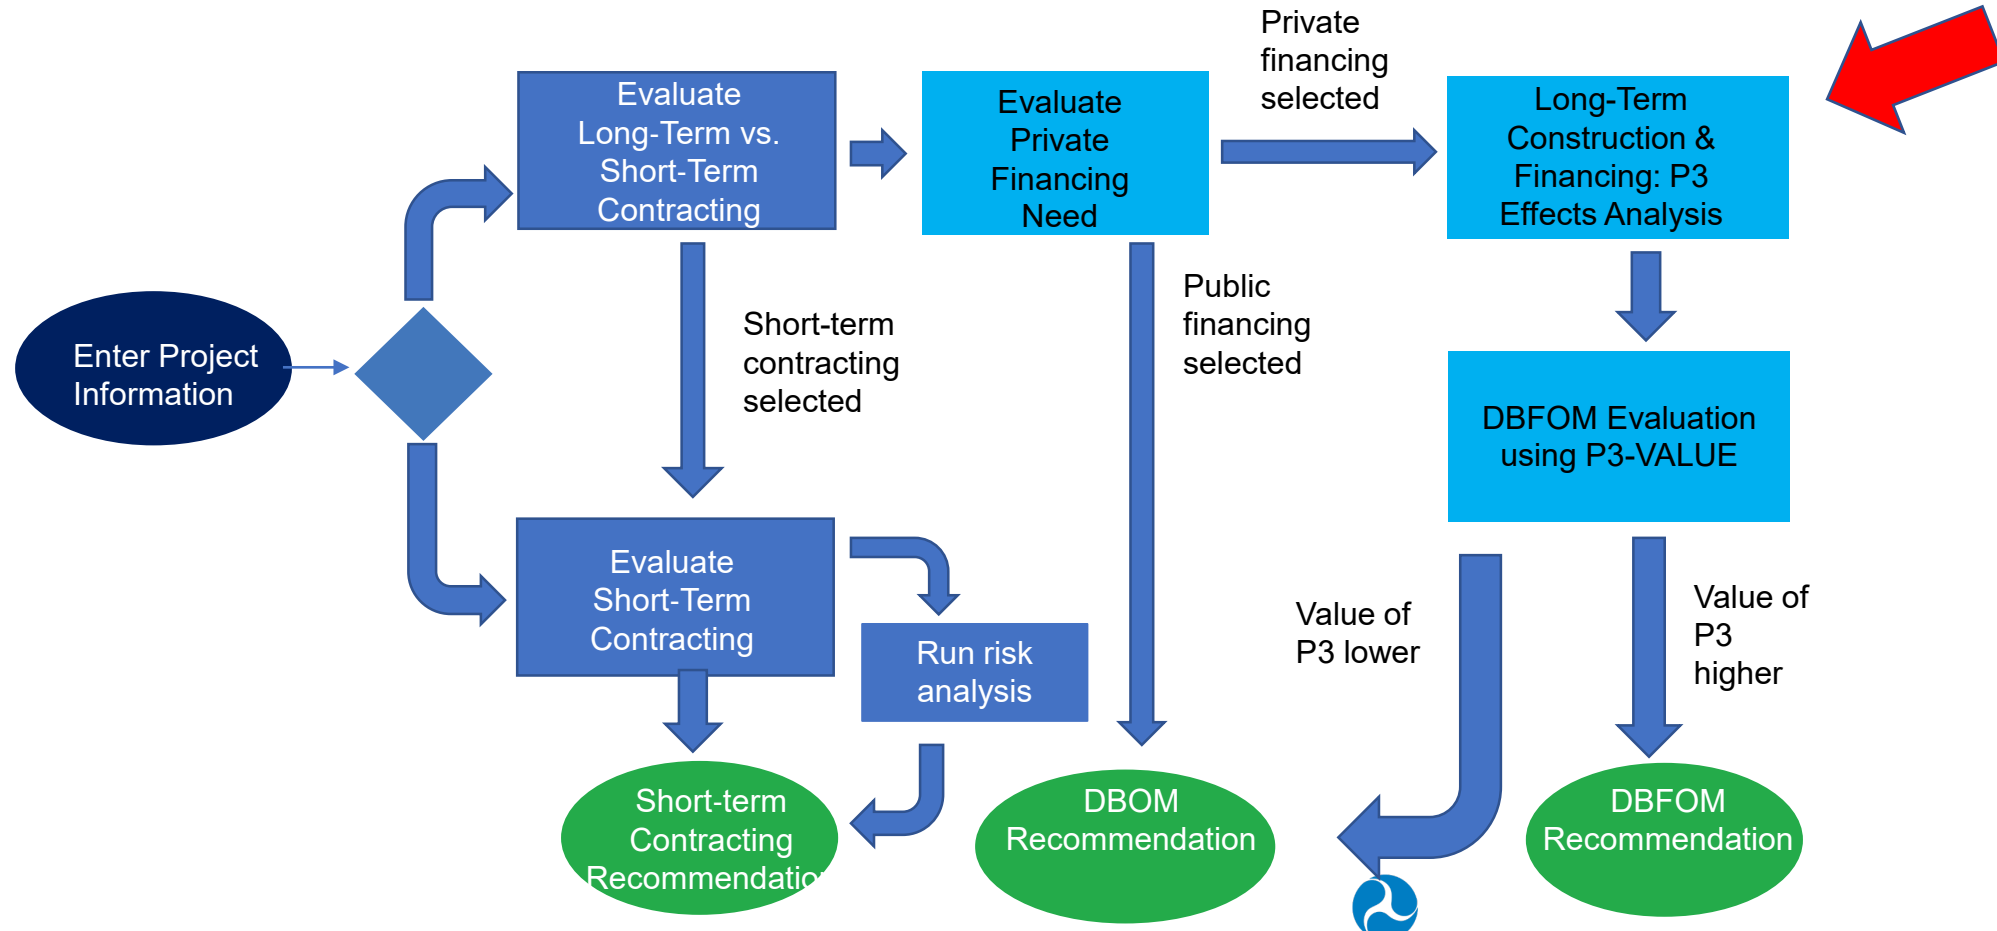 Private
financing
selected
Evaluate
Long-Term vs.
Short-Term
Contracting
Evaluate
Private
Financing
Need
Long-Term
Construction &
Financing: P3
Effects Analysis
Enter Project
Information
Short-term
contracting
selected
Public
financing
selected
DBFOM Evaluation
using P3-VALUE
Evaluate
Short-Term
Contracting
Run risk
analysis
Value of
P3 lower
Value of
P3
higher
Short-term
Contracting
Recommendation
DBOM
Recommendation
DBFOM
Recommendation